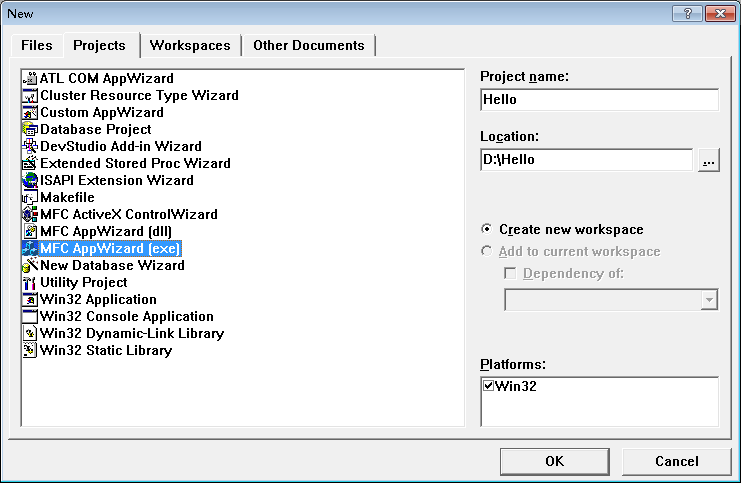 New
Files
Projects
Workspaces
Other Documents
ATL COM AppWizard
Cluster Resource Type Wizard
Custom AppWizard
Database Project
DevStudio Add-in Wizard
Extended Stored Proc Wizard
ISAPI Extension Wizard
Makefile
MFC ActiveX ControlWizard
MFC AppWizard (dll)
MFC AppWizard (exe)
New Database Wizard
Utility Project
Win32 Application
Win32 Console Application
Win32 Dynamic-Link Library
Win32 Static Library
Project name:
Hello
Location:
D:\Hello
...
Create new workspace
Add to current workspace
Dependency of:
Platforms:
Win32
OK
Cancel